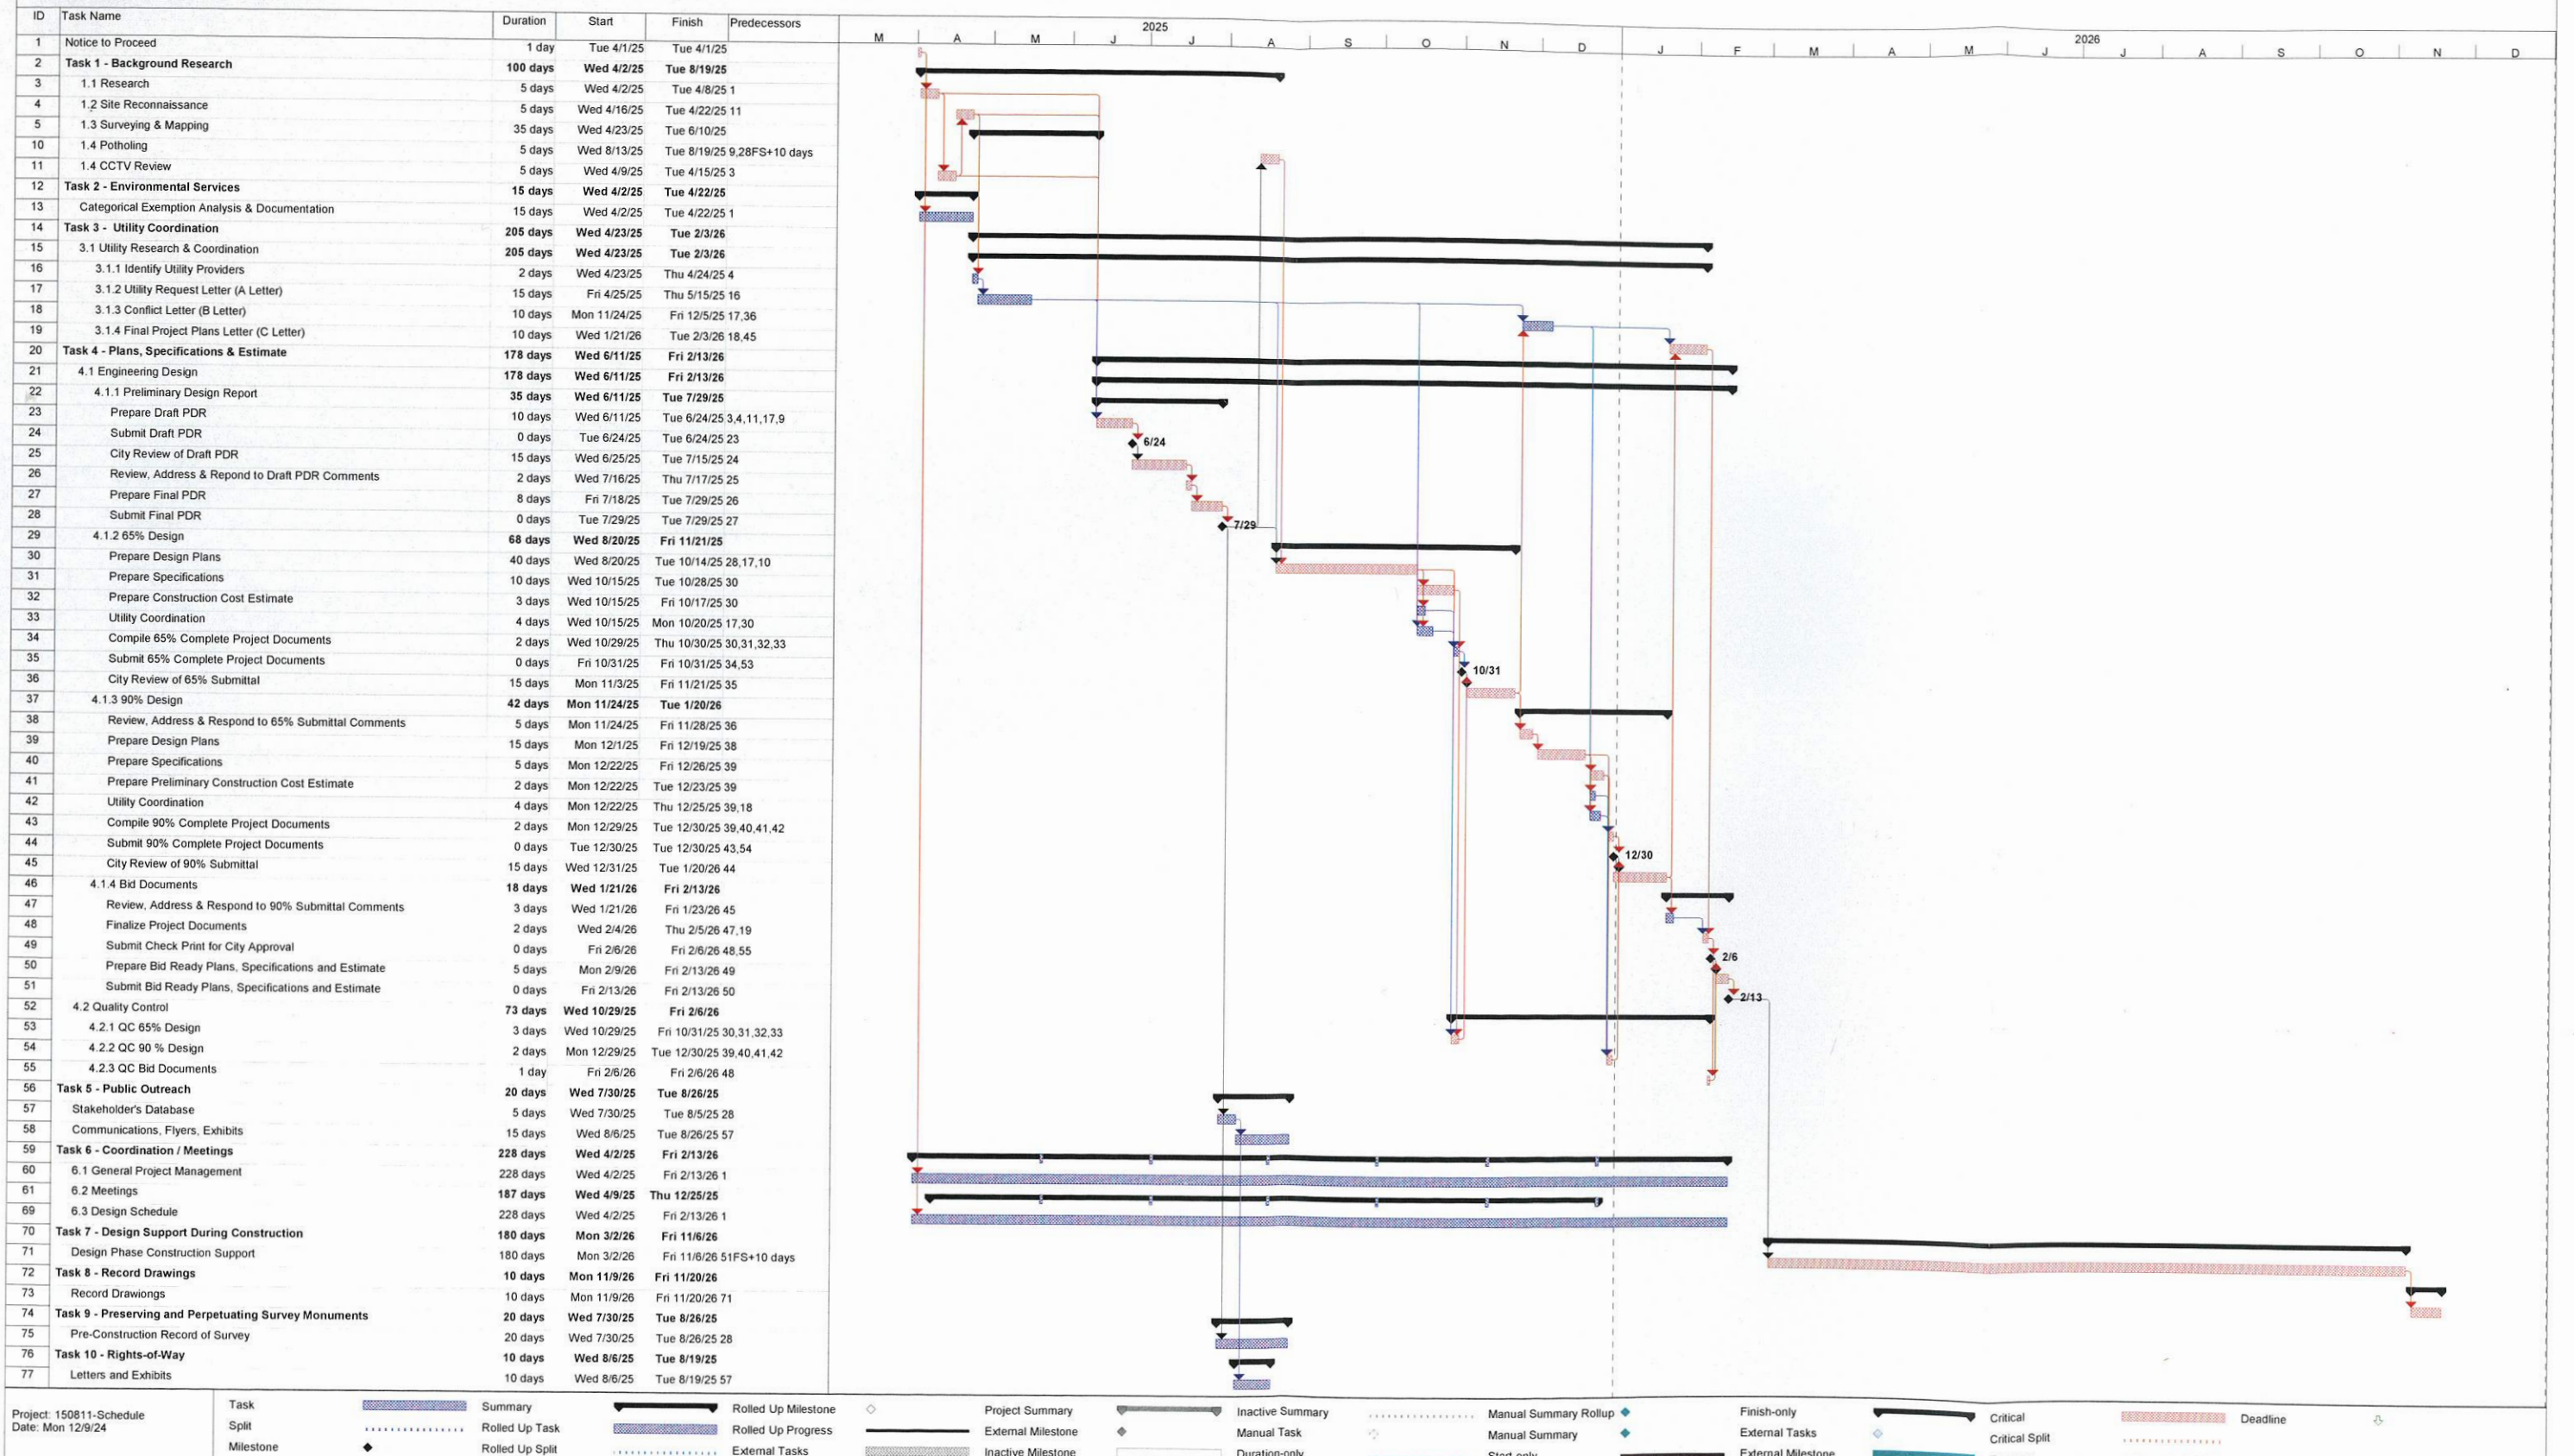 ID Task Name Duration Start Finish Predecessors
2025 2026
M A M J J A S O N D J F M A M J J A S O N D
1 Notice to Proceed 1 day Tue 4/1/25 Tue 4/1/25
2 Task 1 - Background Research 100 days Wed 4/2/25 Tue 8/19/25
3 1.1 Research 5 days Wed 4/2/25 Tue 4/8/25 1
4 1.2 Site Reconnaissance 5 days Wed 4/16/25 Tue 4/22/25 11
5 1.3 Surveying & Mapping 35 days Wed 4/23/25 Tue 6/10/25
10 1.4 Potholing 5 days Wed 8/13/25 Tue 8/19/25 9,28FS+10 days
11 1.4 CCTV Review 5 days Wed 4/9/25 Tue 4/15/25 3
12 Task 2 - Environmental Services 15 days Wed 4/2/25 Tue 4/22/25
13 Categorical Exemption Analysis & Documentation 15 days Wed 4/2/25 Tue 4/22/25 1
14 Task 3 - Utility Coordination 205 days Wed 4/23/25 Tue 2/3/26
15 3.1 Utility Research & Coordination 205 days Wed 4/23/25 Tue 2/3/26
16 3.1.1 Identify Utility Providers 2 days Wed 4/23/25 Thu 4/24/25 4
17 3.1.2 Utility Request Letter (A Letter) 15 days Fri 4/25/25 Thu 5/15/25 16
18 3.1.3 Conflict Letter (B Letter) 10 days Mon 11/24/25 Fri 12/5/25 17,36
19 3.1.4 Final Project Plans Letter (C Letter) 10 days Wed 1/21/26 Tue 2/3/26 18,45
20 Task 4 - Plans, Specifications & Estimate 178 days Wed 6/11/25 Fri 2/13/26
21 4.1 Engineering Design 178 days Wed 6/11/25 Fri 2/13/26
22 4.1.1 Preliminary Design Report 35 days Wed 6/11/25 Tue 7/29/25
23 Prepare Draft PDR 10 days Wed 6/11/25 Tue 6/24/25 3,4,11,17,9
24 Submit Draft PDR 0 days Tue 6/24/25 Tue 6/24/25 23 6/24
25 City Review of Draft PDR 15 days Wed 6/25/25 Tue 7/15/25 24
26 Review, Address & Repond to Draft PDR Comments 2 days Wed 7/16/25 Thu 7/17/25 25
27 Prepare Final PDR 8 days Fri 7/18/25 Tue 7/29/25 26
28 Submit Final PDR 0 days Tue 7/29/25 Tue 7/29/25 27 7/29
29 4.1.2 65% Design 68 days Wed 8/20/25 Fri 11/21/25
30 Prepare Design Plans 40 days Wed 8/20/25 Tue 10/14/25 28,17,10
31 Prepare Specifications 10 days Wed 10/15/25 Tue 10/28/25 30
32 Prepare Construction Cost Estimate 3 days Wed 10/15/25 Fri 10/17/25 30
33 Utility Coordination 4 days Wed 10/15/25 Mon 10/20/25 17,30
34 Compile 65% Complete Project Documents 2 days Wed 10/29/25 Thu 10/30/25 30,31,32,33
35 Submit 65% Complete Project Documents 0 days Fri 10/31/25 Fri 10/31/25 34,53 10/31
36 City Review of 65% Submittal 15 days Mon 11/3/25 Fri 11/21/25 35
37 4.1.3 90% Design 42 days Mon 11/24/25 Tue 1/20/26
38 Review, Address & Respond to 65% Submittal Comments 5 days Mon 11/24/25 Fri 11/28/25 36
39 Prepare Design Plans 15 days Mon 12/1/25 Fri 12/19/25 38
40 Prepare Specifications 5 days Mon 12/22/25 Fri 12/26/25 39
41 Prepare Preliminary Construction Cost Estimate 2 days Mon 12/22/25 Tue 12/23/25 39
42 Utility Coordination 4 days Mon 12/22/25 Thu 12/25/25 39,18
43 Compile 90% Complete Project Documents 2 days Mon 12/29/25 Tue 12/30/25 39,40,41,42
44 Submit 90% Complete Project Documents 0 days Tue 12/30/25 Tue 12/30/25 43,54 12/30
45 City Review of 90% Submittal 15 days Wed 12/31/25 Tue 1/20/26 44
46 4.1.4 Bid Documents 18 days Wed 1/21/26 Fri 2/13/26
47 Review, Address & Respond to 90% Submittal Comments 3 days Wed 1/21/26 Fri 1/23/26 45
48 Finalize Project Documents 2 days Wed 2/4/26 Thu 2/5/26 47,19
49 Submit Check Print for City Approval 0 days Fri 2/6/26 Fri 2/6/26 48,55 2/6
50 Prepare Bid Ready Plans, Specifications and Estimate 5 days Mon 2/9/26 Fri 2/13/26 49
51 Submit Bid Ready Plans, Specifications and Estimate 0 days Fri 2/13/26 Fri 2/13/26 50 2/13
52 4.2 Quality Control 73 days Wed 10/29/25 Fri 2/6/26
53 4.2.1 QC 65% Design 3 days Wed 10/29/25 Fri 10/31/25 30,31,32,33
54 4.2.2 QC 90 % Design 2 days Mon 12/29/25 Tue 12/30/25 39,40,41,42
55 4.2.3 QC Bid Documents 1 day Fri 2/6/26 Fri 2/6/26 48
56 Task 5 - Public Outreach 20 days Wed 7/30/25 Tue 8/26/25
57 Stakeholder's Database 5 days Wed 7/30/25 Tue 8/5/25 28
58 Communications, Flyers, Exhibits 15 days Wed 8/6/25 Tue 8/26/25 57
59 Task 6 - Coordination / Meetings 228 days Wed 4/2/25 Fri 2/13/26
60 6.1 General Project Management 228 days Wed 4/2/25 Fri 2/13/26 1
61 6.2 Meetings 187 days Wed 4/9/25 Thu 12/25/25
69 6.3 Design Schedule 228 days Wed 4/2/25 Fri 2/13/26 1
70 Task 7 - Design Support During Construction 180 days Mon 3/2/26 Fri 11/6/26
71 Design Phase Construction Support 180 days Mon 3/2/26 Fri 11/6/26 51FS+10 days
72 Task 8 - Record Drawings 10 days Mon 11/9/26 Fri 11/20/26
73 Record Drawiongs 10 days Mon 11/9/26 Fri 11/20/26 71
74 Task 9 - Preserving and Perpetuating Survey Monuments 20 days Wed 7/30/25 Tue 8/26/25
75 Pre-Construction Record of Survey 20 days Wed 7/30/25 Tue 8/26/25 28
76 Task 10 - Rights-of-Way 10 days Wed 8/6/25 Tue 8/19/25
77 Letters and Exhibits 10 days Wed 8/6/25 Tue 8/19/25 57
Project: 150811-Schedule
Date: Mon 12/9/24
Task Summary Rolled Up Milestone Project Summary Inactive Summary Manual Summary Rollup Finish-only Critical Deadline
Split Rolled Up Task Rolled Up Progress External Milestone Manual Task Manual Summary External Tasks Critical Split
Milestone Rolled Up Split External Tasks Inactive Milestone Duration-only Start-only External Milestone